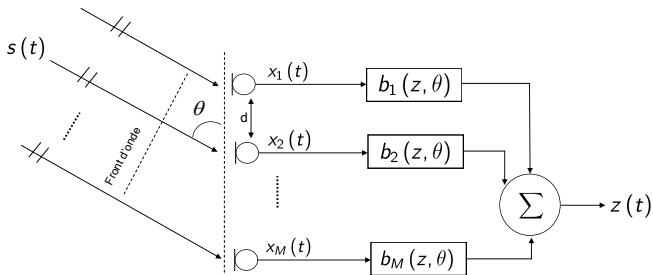 s(t)
x₁(t)
b₁(z, θ)
θ
d
x₂(t)
b₂(z, θ)
Front d'onde
∑
z(t)
x_M(t)
b_M(z, θ)